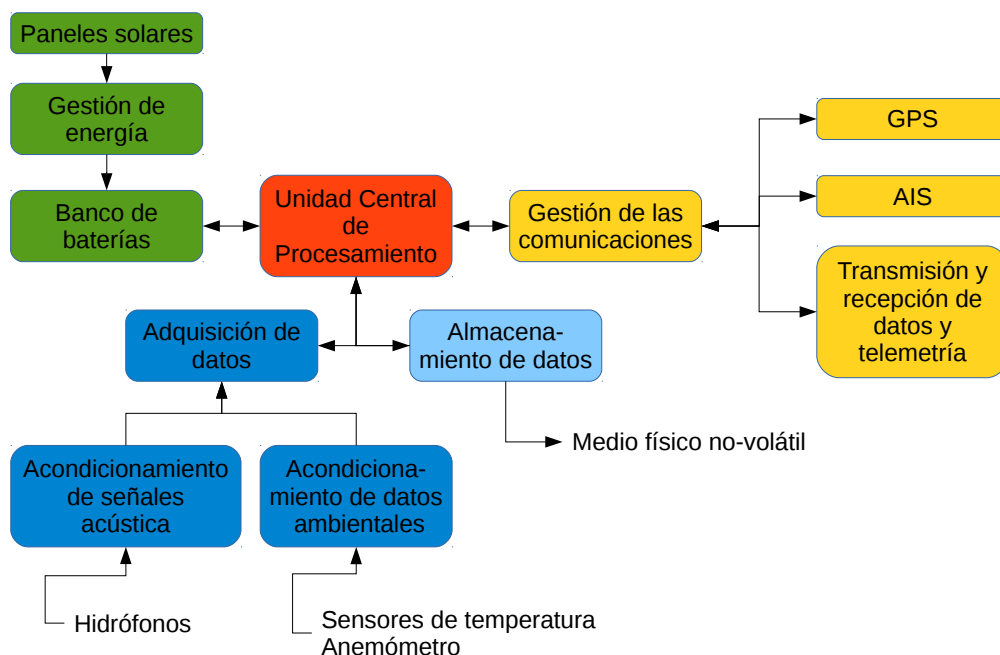 Paneles solares
Gestión de
energía
Banco de
baterías
Unidad Central
de
Procesamiento
Gestión de las
comunicaciones
GPS
AIS
Transmisión y
recepción de
datos y
telemetría
Adquisición de
datos
Almacena-
miento de datos
Medio físico no-volátil
Acondicionamiento
de señales
acústica
Acondiciona-
miento de datos
ambientales
Hidrófonos
Sensores de temperatura
Anemómetro